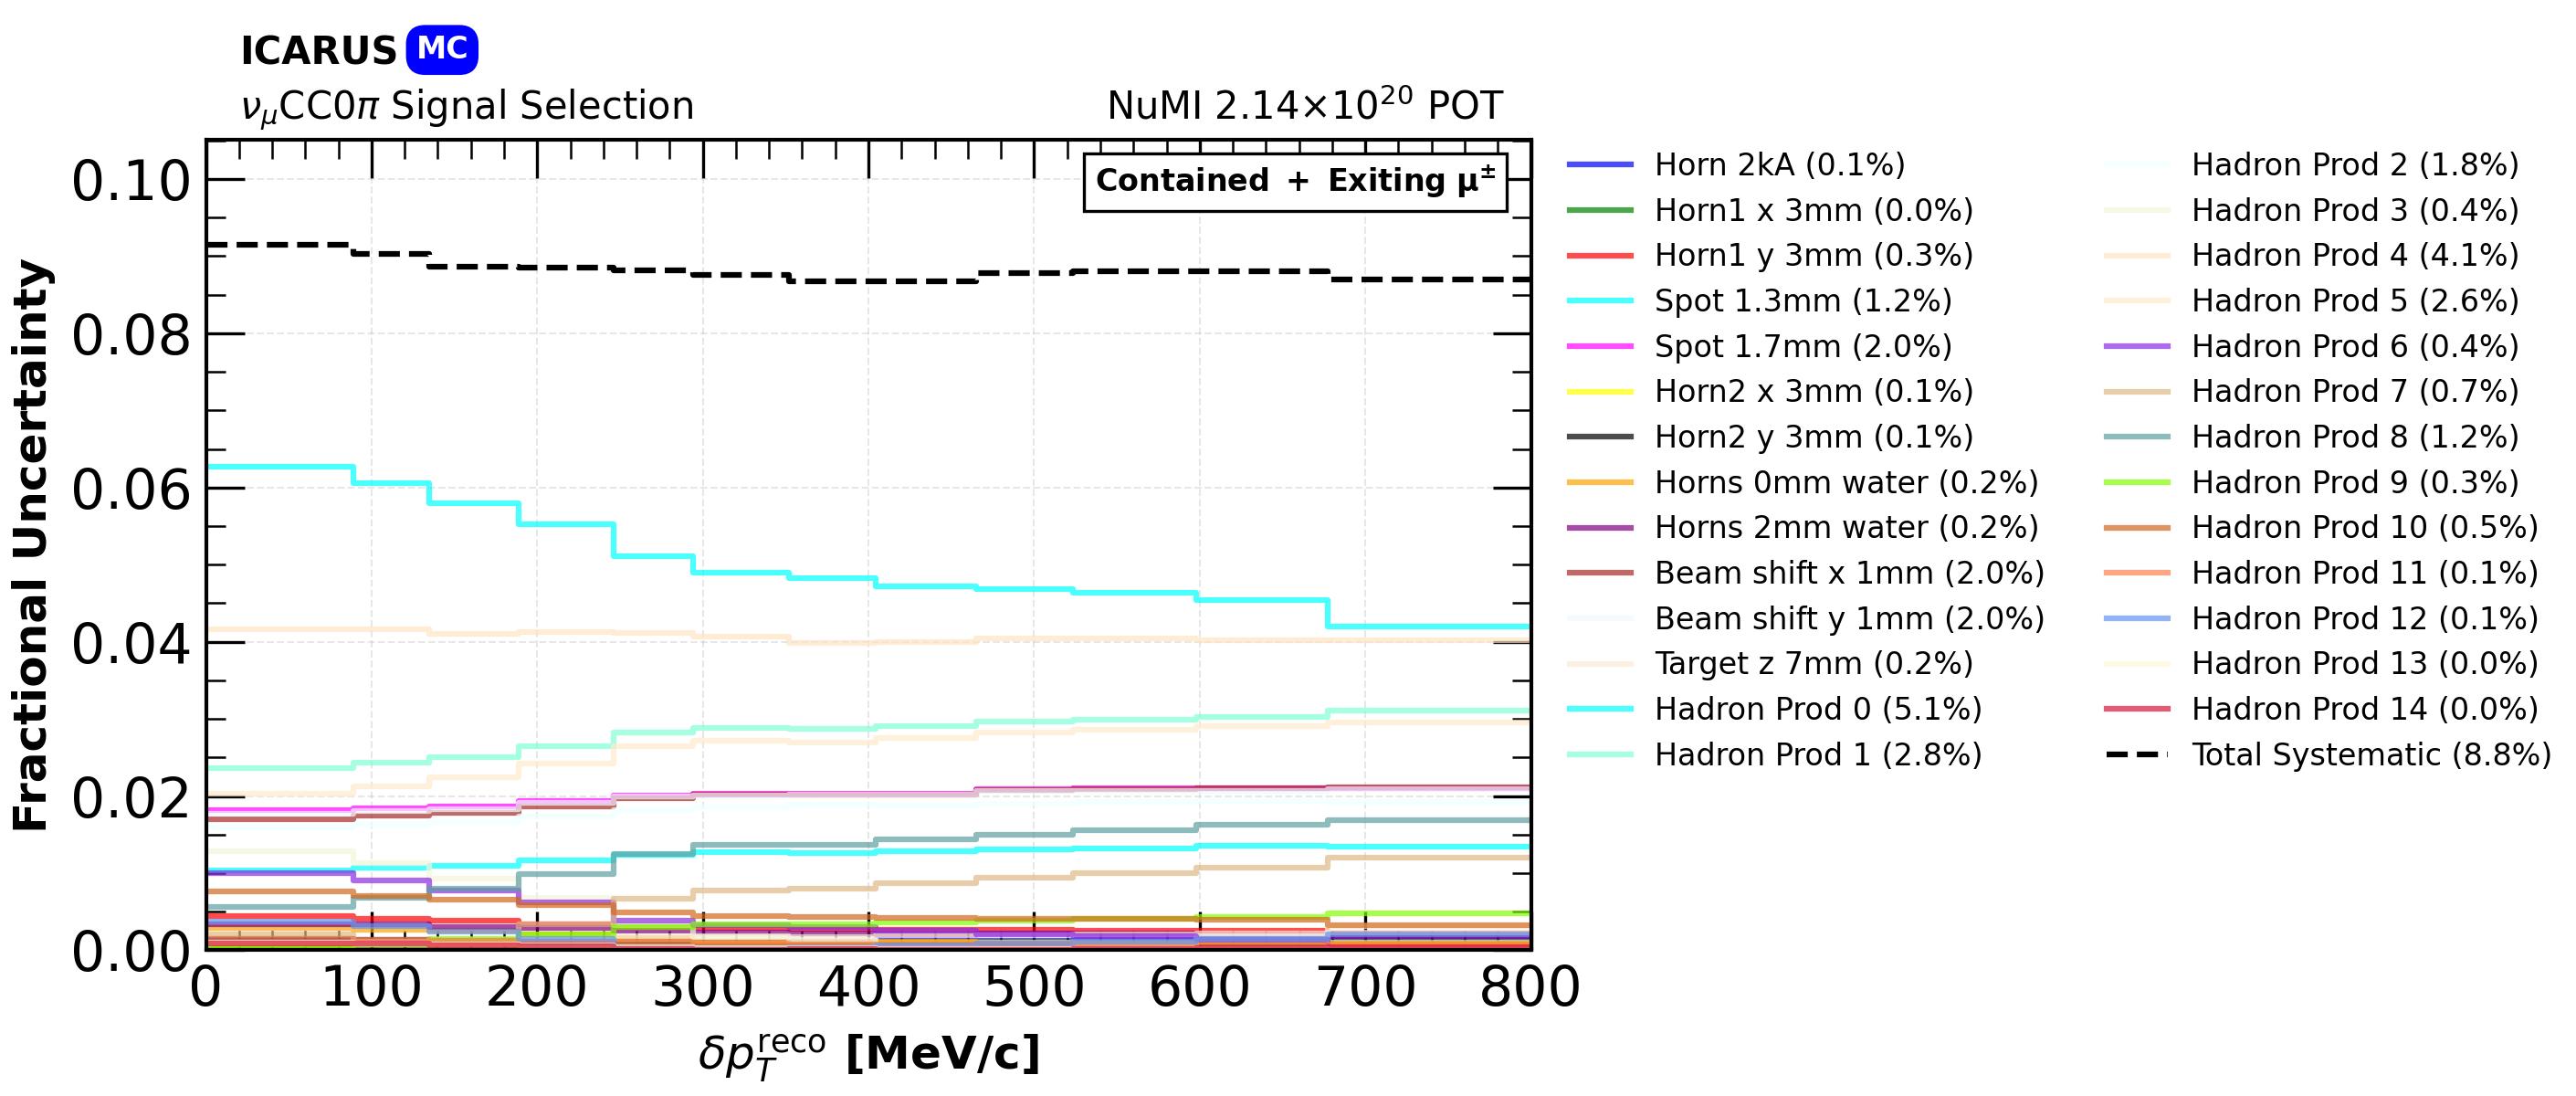 ICARUS MC
νμCC0π Signal Selection
NuMI 2.14×10²⁰ POT
Contained + Exiting μ±
Fractional Uncertainty
0.10
0.08
0.06
0.04
0.02
0.00
0 100 200 300 400 500 600 700 800
δp_T^reco [MeV/c]
Horn 2kA (0.1%)
Horn1 x 3mm (0.0%)
Horn1 y 3mm (0.3%)
Spot 1.3mm (1.2%)
Spot 1.7mm (2.0%)
Horn2 x 3mm (0.1%)
Horn2 y 3mm (0.1%)
Horns 0mm water (0.2%)
Horns 2mm water (0.2%)
Beam shift x 1mm (2.0%)
Beam shift y 1mm (2.0%)
Target z 7mm (0.2%)
Hadron Prod 0 (5.1%)
Hadron Prod 1 (2.8%)
Hadron Prod 2 (1.8%)
Hadron Prod 3 (0.4%)
Hadron Prod 4 (4.1%)
Hadron Prod 5 (2.6%)
Hadron Prod 6 (0.4%)
Hadron Prod 7 (0.7%)
Hadron Prod 8 (1.2%)
Hadron Prod 9 (0.3%)
Hadron Prod 10 (0.5%)
Hadron Prod 11 (0.1%)
Hadron Prod 12 (0.1%)
Hadron Prod 13 (0.0%)
Hadron Prod 14 (0.0%)
Total Systematic (8.8%)